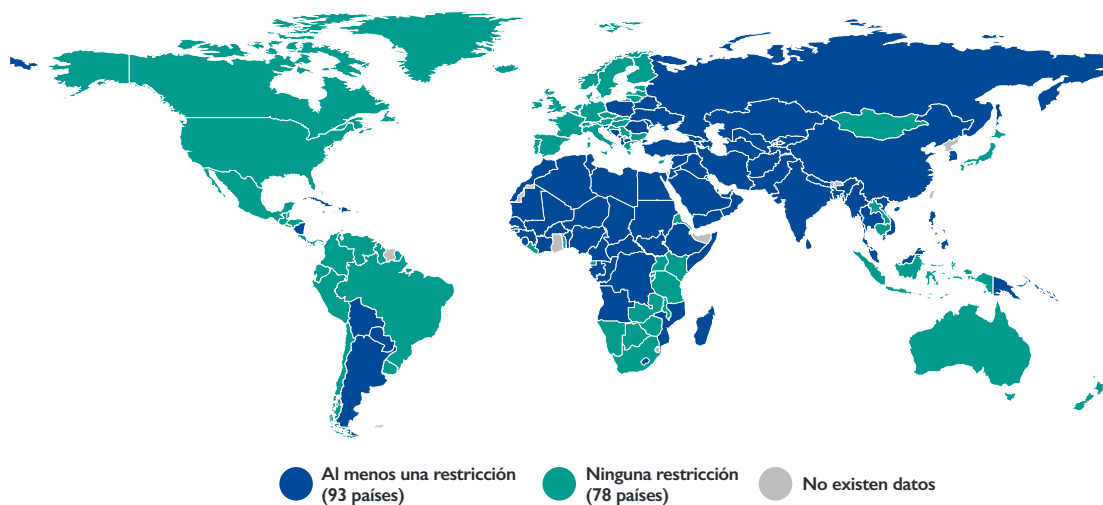 Al menos una restricción
(93 países)
Ninguna restricción
(78 países)
No existen datos